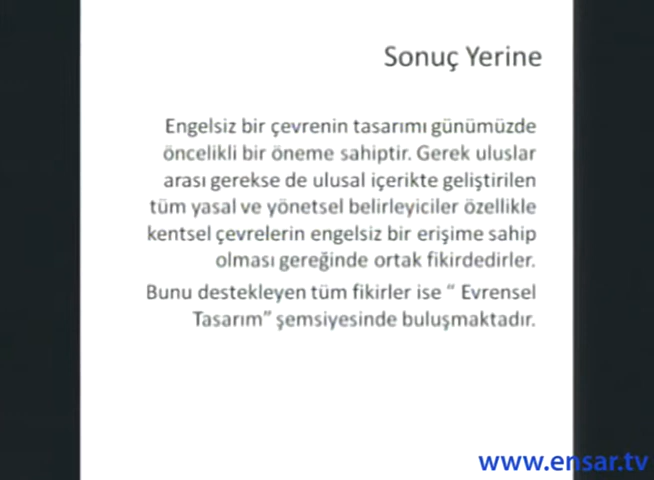 Sonuç Yerine
Engelsiz bir çevrenin tasarımı günümüzde
öncelikli bir öneme sahiptir. Gerek uluslar
arası gerekse de ulusal içerikte geliştirilen
tüm yasal ve yönetsel belirleyiciler özellikle
kentsel çevrelerin engelsiz bir erişime sahip
olması gereğinde ortak fikirdedirler.
Bunu destekleyen tüm fikirler ise “ Evrensel
Tasarım” şemsiyesinde buluşmaktadır.
www.ensar.tv